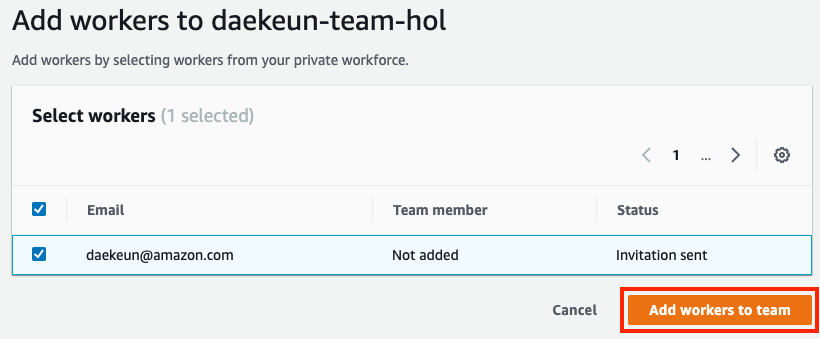 Add workers to daekeun-team-hol
Add workers by selecting workers from your private workforce.
Select workers (1 selected)
1 ...
Email Team member Status
daekeun@amazon.com Not added Invitation sent
Cancel Add workers to team